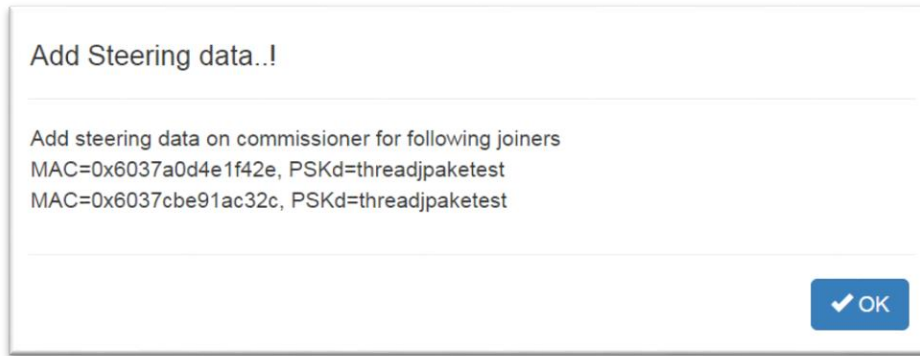 Add Steering data..!
Add steering data on commissioner for following joiners
MAC=0x6037a0d4e1f42e, PSKd=threadjpaketest
MAC=0x6037cbe91ac32c, PSKd=threadjpaketest
OK